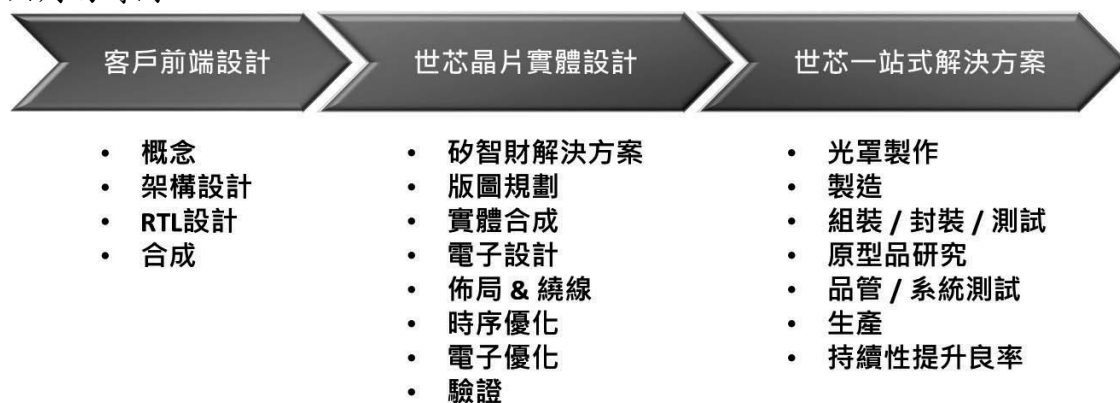 客戶前端設計
世芯晶片實體設計
世芯一站式解決方案
• 概念
• 架構設計
• RTL設計
• 合成
• 矽智財解決方案
• 版圖規劃
• 實體合成
• 電子設計
• 佈局 & 繞線
• 時序優化
• 電子優化
• 驗證
• 光罩製作
• 製造
• 組裝 / 封裝 / 測試
• 原型品研究
• 品管 / 系統測試
• 生產
• 持續性提升良率